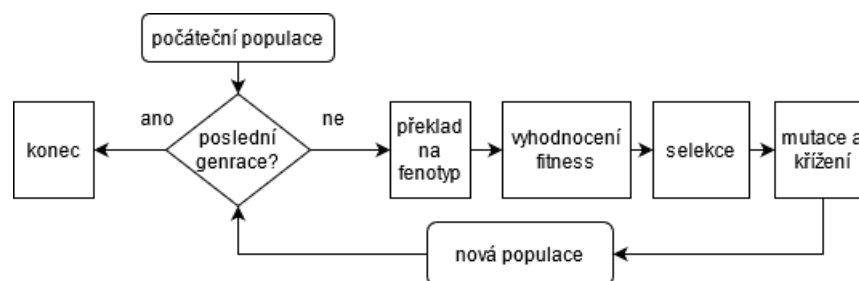 počáteční populace
ano
ne
konec
poslední
genrace?
překlad
na
fenotyp
vyhodnocení
fitness
selekce
mutace a
křížení
nová populace